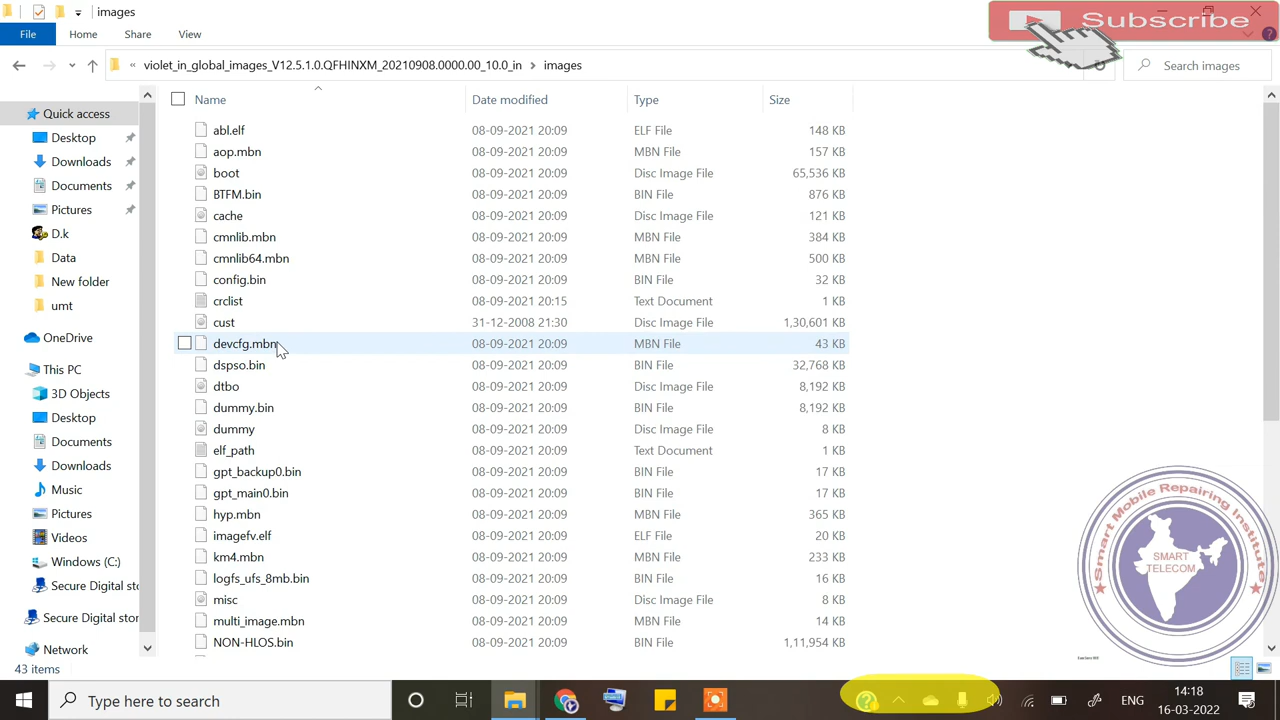 images
Subscribe
File Home Share View
« violet_in_global_images_V12.5.1.0.QFHINXM_20210908.0000.00_10.0_in > images
Search images
Name Date modified Type Size
Quick access
Desktop
Downloads
Documents
Pictures
D.k
Data
New folder
umt
OneDrive
This PC
3D Objects
Desktop
Documents
Downloads
Music
Pictures
Videos
Windows (C:)
Secure Digital sto
Secure Digital stor
Network
abl.elf 08-09-2021 20:09 ELF File 148 KB
aop.mbn 08-09-2021 20:09 MBN File 157 KB
boot 08-09-2021 20:09 Disc Image File 65,536 KB
BTFM.bin 08-09-2021 20:09 BIN File 876 KB
cache 08-09-2021 20:09 Disc Image File 121 KB
cmnlib.mbn 08-09-2021 20:09 MBN File 384 KB
cmnlib64.mbn 08-09-2021 20:09 MBN File 500 KB
config.bin 08-09-2021 20:09 BIN File 32 KB
crclist 08-09-2021 20:15 Text Document 1 KB
cust 31-12-2008 21:30 Disc Image File 1,30,601 KB
devcfg.mbn 08-09-2021 20:09 MBN File 43 KB
dspso.bin 08-09-2021 20:09 BIN File 32,768 KB
dtbo 08-09-2021 20:09 Disc Image File 8,192 KB
dummy.bin 08-09-2021 20:09 BIN File 8,192 KB
dummy 08-09-2021 20:09 Disc Image File 8 KB
elf_path 08-09-2021 20:09 Text Document 1 KB
gpt_backup0.bin 08-09-2021 20:09 BIN File 17 KB
gpt_main0.bin 08-09-2021 20:09 BIN File 17 KB
hyp.mbn 08-09-2021 20:09 MBN File 365 KB
imagefv.elf 08-09-2021 20:09 ELF File 20 KB
km4.mbn 08-09-2021 20:09 MBN File 233 KB
logfs_ufs_8mb.bin 08-09-2021 20:09 BIN File 16 KB
misc 08-09-2021 20:09 Disc Image File 8 KB
multi_image.mbn 08-09-2021 20:09 MBN File 14 KB
NON-HLOS.bin 08-09-2021 20:09 BIN File 1,11,954 KB
Smart Mobile Repairing Institute
SMART
TELECOM
43 items
Type here to search
ENG
14:18
16-03-2022